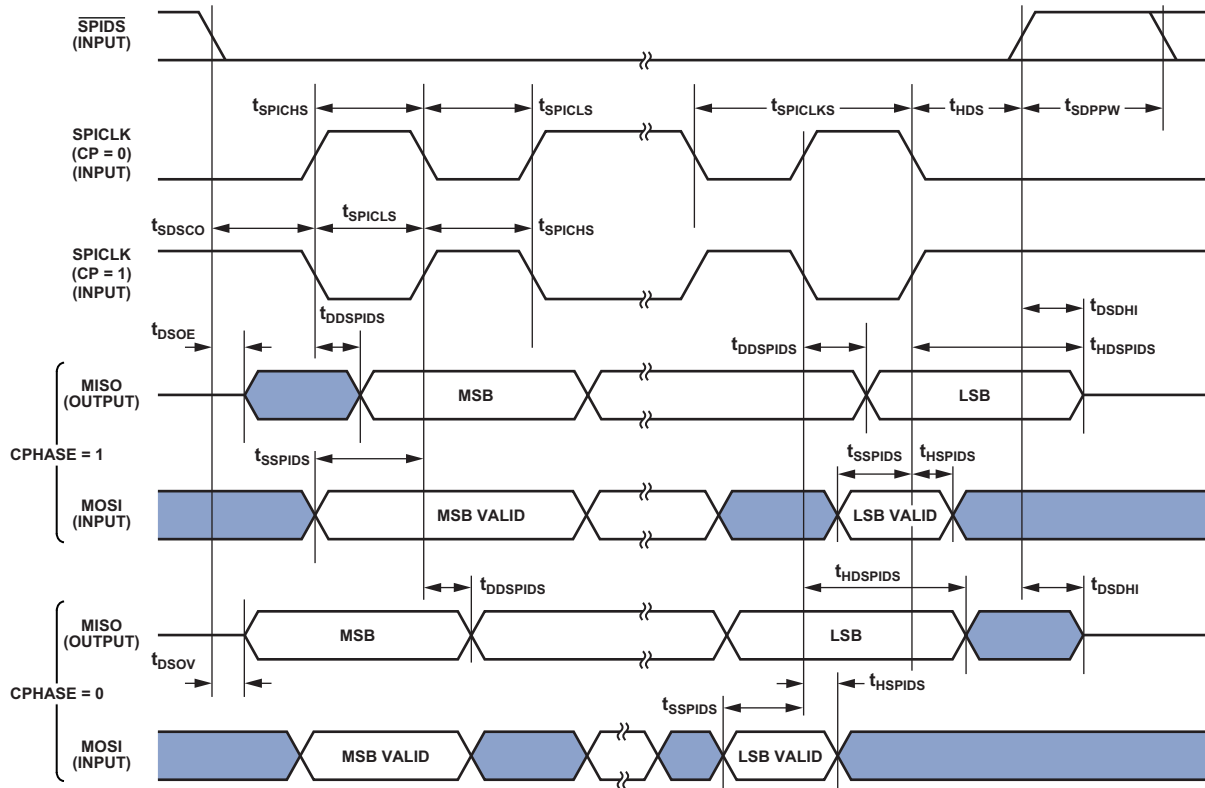 SPIDS
(INPUT)
tSPICHS
tSPICLS
tSPICLKS
tHDS
tSDPPW
SPICLK
(CP = 0)
(INPUT)
tSDSCO
tSPICLS
tSPICHS
SPICLK
(CP = 1)
(INPUT)
tDSOE
tDDSPIDS
tDDSPIDS
tDSDHI
tHDSPIDS
CPHASE = 1
MISO
(OUTPUT)
MSB
LSB
tSSPIDS
tSSPIDS
tHSPIDS
MOSI
(INPUT)
MSB VALID
LSB VALID
tDDSPIDS
tHDSPIDS
tDSDHI
CPHASE = 0
MISO
(OUTPUT)
MSB
LSB
tDSOV
tSSPIDS
tHSPIDS
MOSI
(INPUT)
MSB VALID
LSB VALID